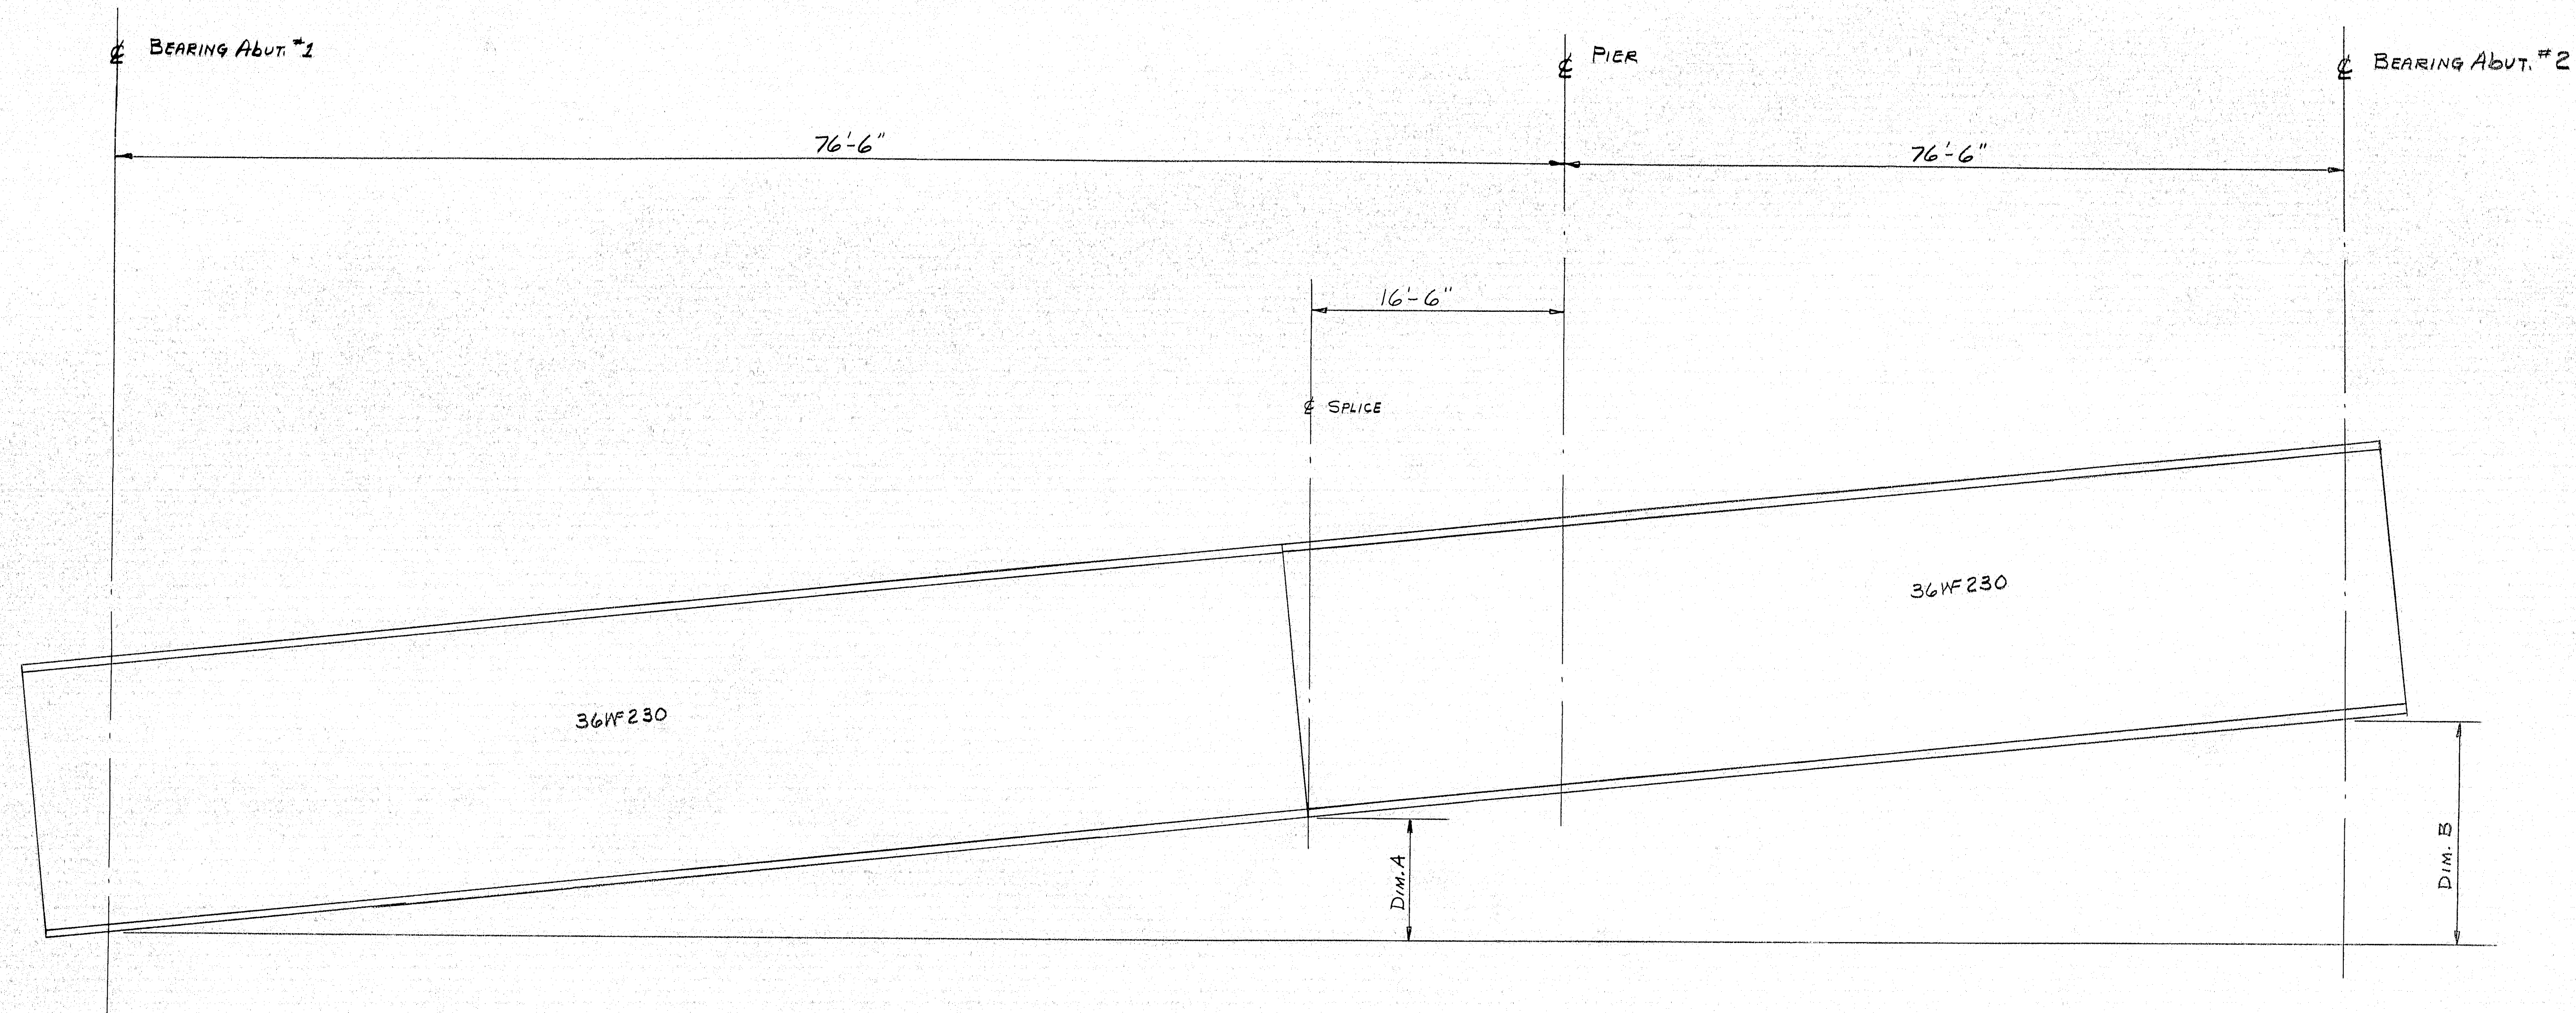 ℄ BEARING Abut. #1
℄ PIER
℄ BEARING Abut. #2
76'-6"
76'-6"
16'-6"
℄ SPLICE
36WF230
36WF230
DIM. A
DIM. B